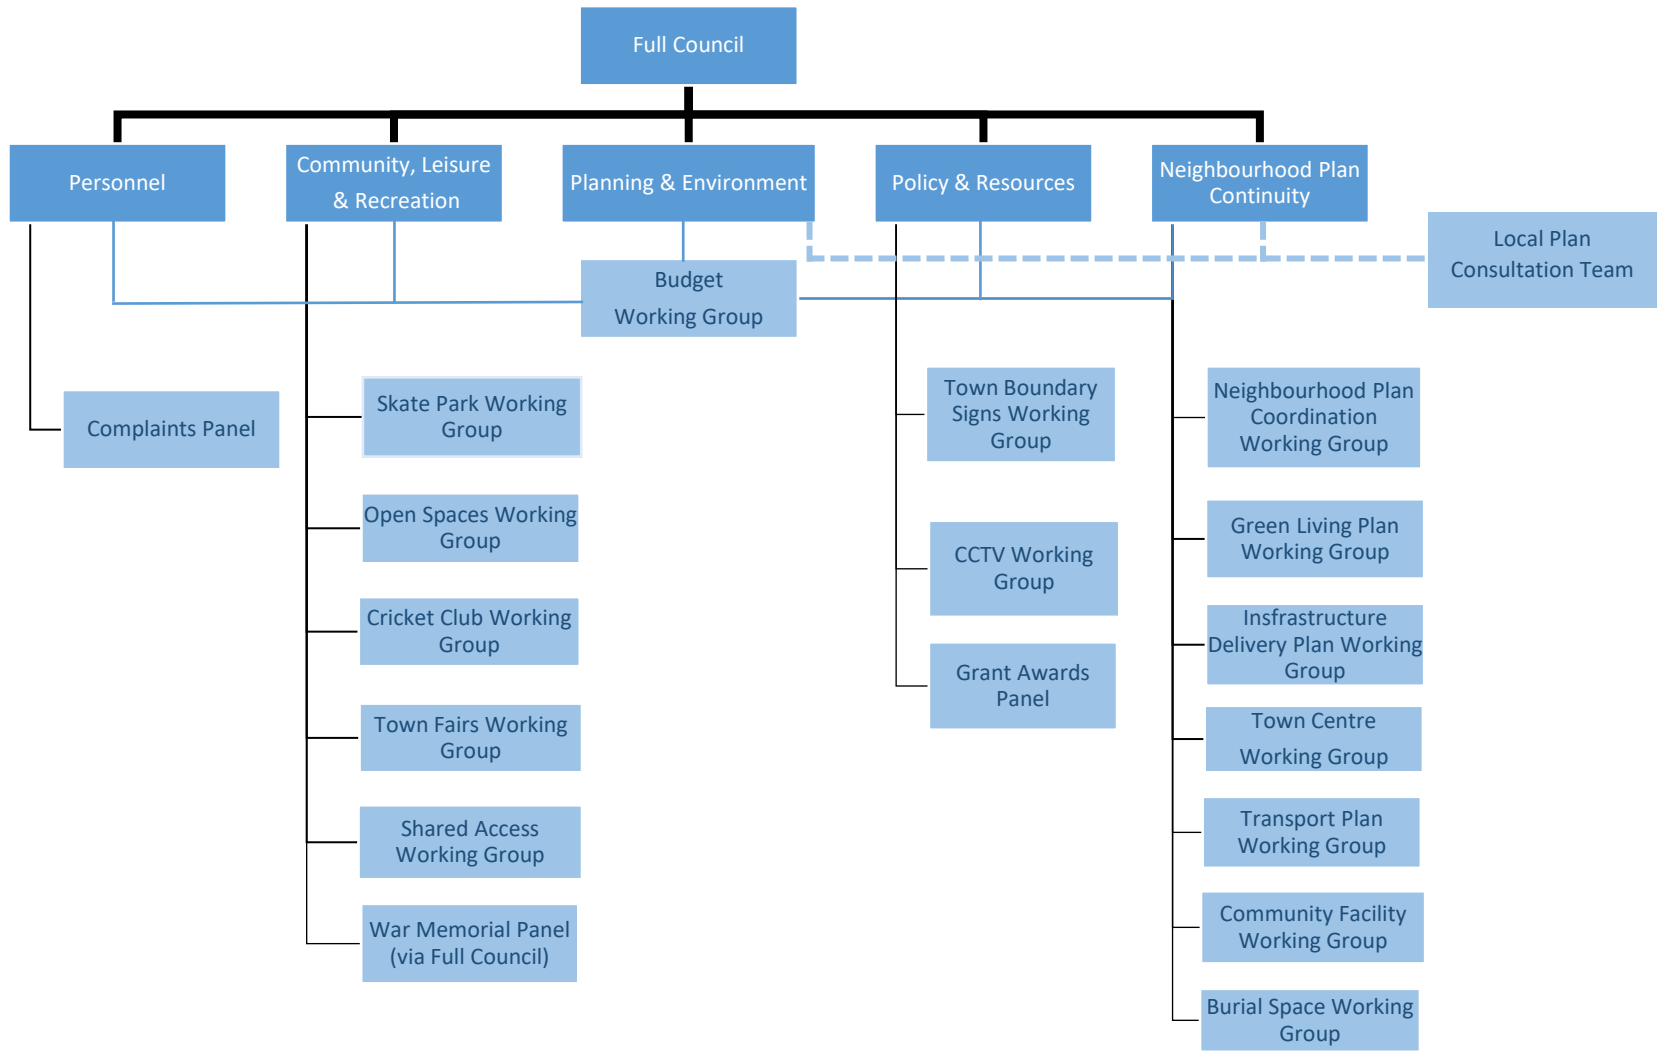 Full Council
Personnel
Community, Leisure
& Recreation
Planning & Environment
Policy & Resources
Neighbourhood Plan
Continuity
Local Plan
Consultation Team
Budget
Working Group
Complaints Panel
Skate Park Working
Group
Open Spaces Working
Group
Cricket Club Working
Group
Town Fairs Working
Group
Shared Access
Working Group
War Memorial Panel
(via Full Council)
Town Boundary
Signs Working
Group
CCTV Working
Group
Grant Awards
Panel
Neighbourhood Plan
Coordination
Working Group
Green Living Plan
Working Group
Insfrastructure
Delivery Plan Working
Group
Town Centre
Working Group
Transport Plan
Working Group
Community Facility
Working Group
Burial Space Working
Group